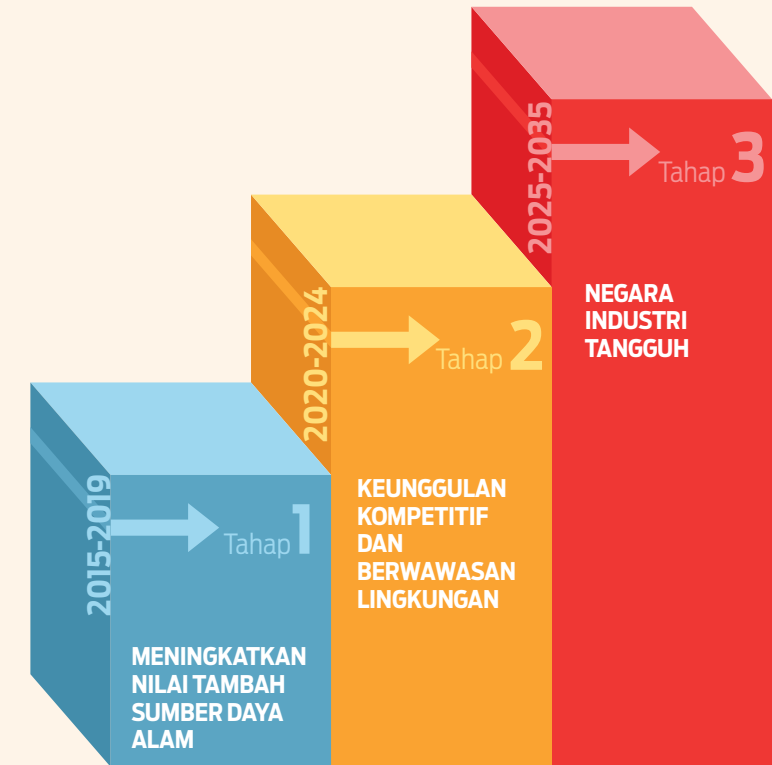 2015-2019
Tahap 1
MENINGKATKAN
NILAI TAMBAH
SUMBER DAYA
ALAM
2020-2024
Tahap 2
KEUNGGULAN
KOMPETITIF
DAN
BERWAWASAN
LINGKUNGAN
2025-2035
Tahap 3
NEGARA
INDUSTRI
TANGGUH